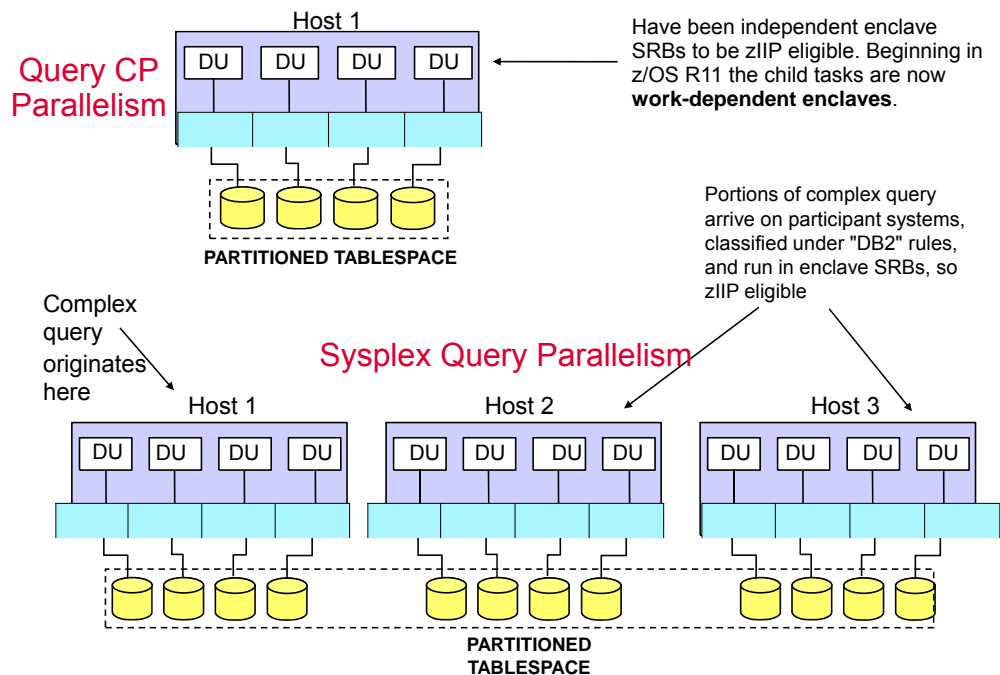 Host 1
DU DU DU DU
Query CP
Parallelism
Have been independent enclave
SRBs to be zIIP eligible. Beginning in
z/OS R11 the child tasks are now
work-dependent enclaves.
PARTITIONED TABLESPACE
Portions of complex query
arrive on participant systems,
classified under "DB2" rules,
and run in enclave SRBs, so
zIIP eligible
Complex
query
originates
here
Sysplex Query Parallelism
Host 1
Host 2
Host 3
DU DU DU DU
DU DU DU DU
DU DU DU DU
PARTITIONED
TABLESPACE